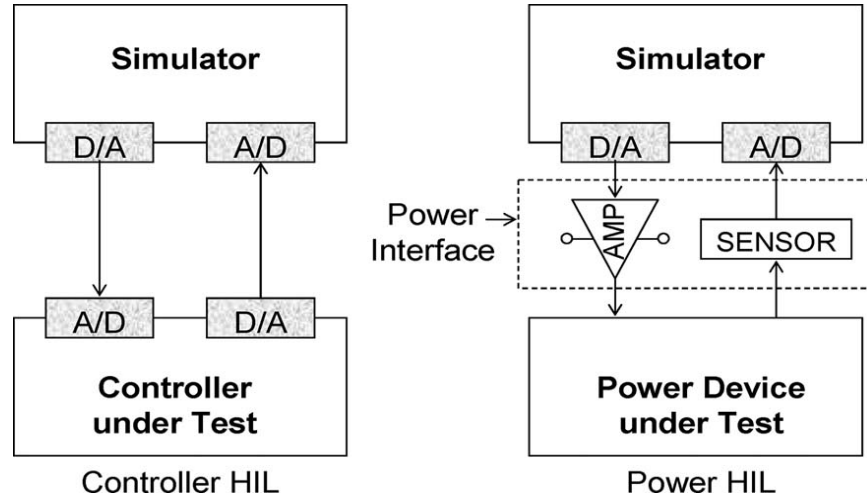 Simulator
D/A
A/D
A/D
D/A
Controller
under Test
Controller HIL
Simulator
D/A
A/D
Power
Interface
AMP
SENSOR
Power Device
under Test
Power HIL